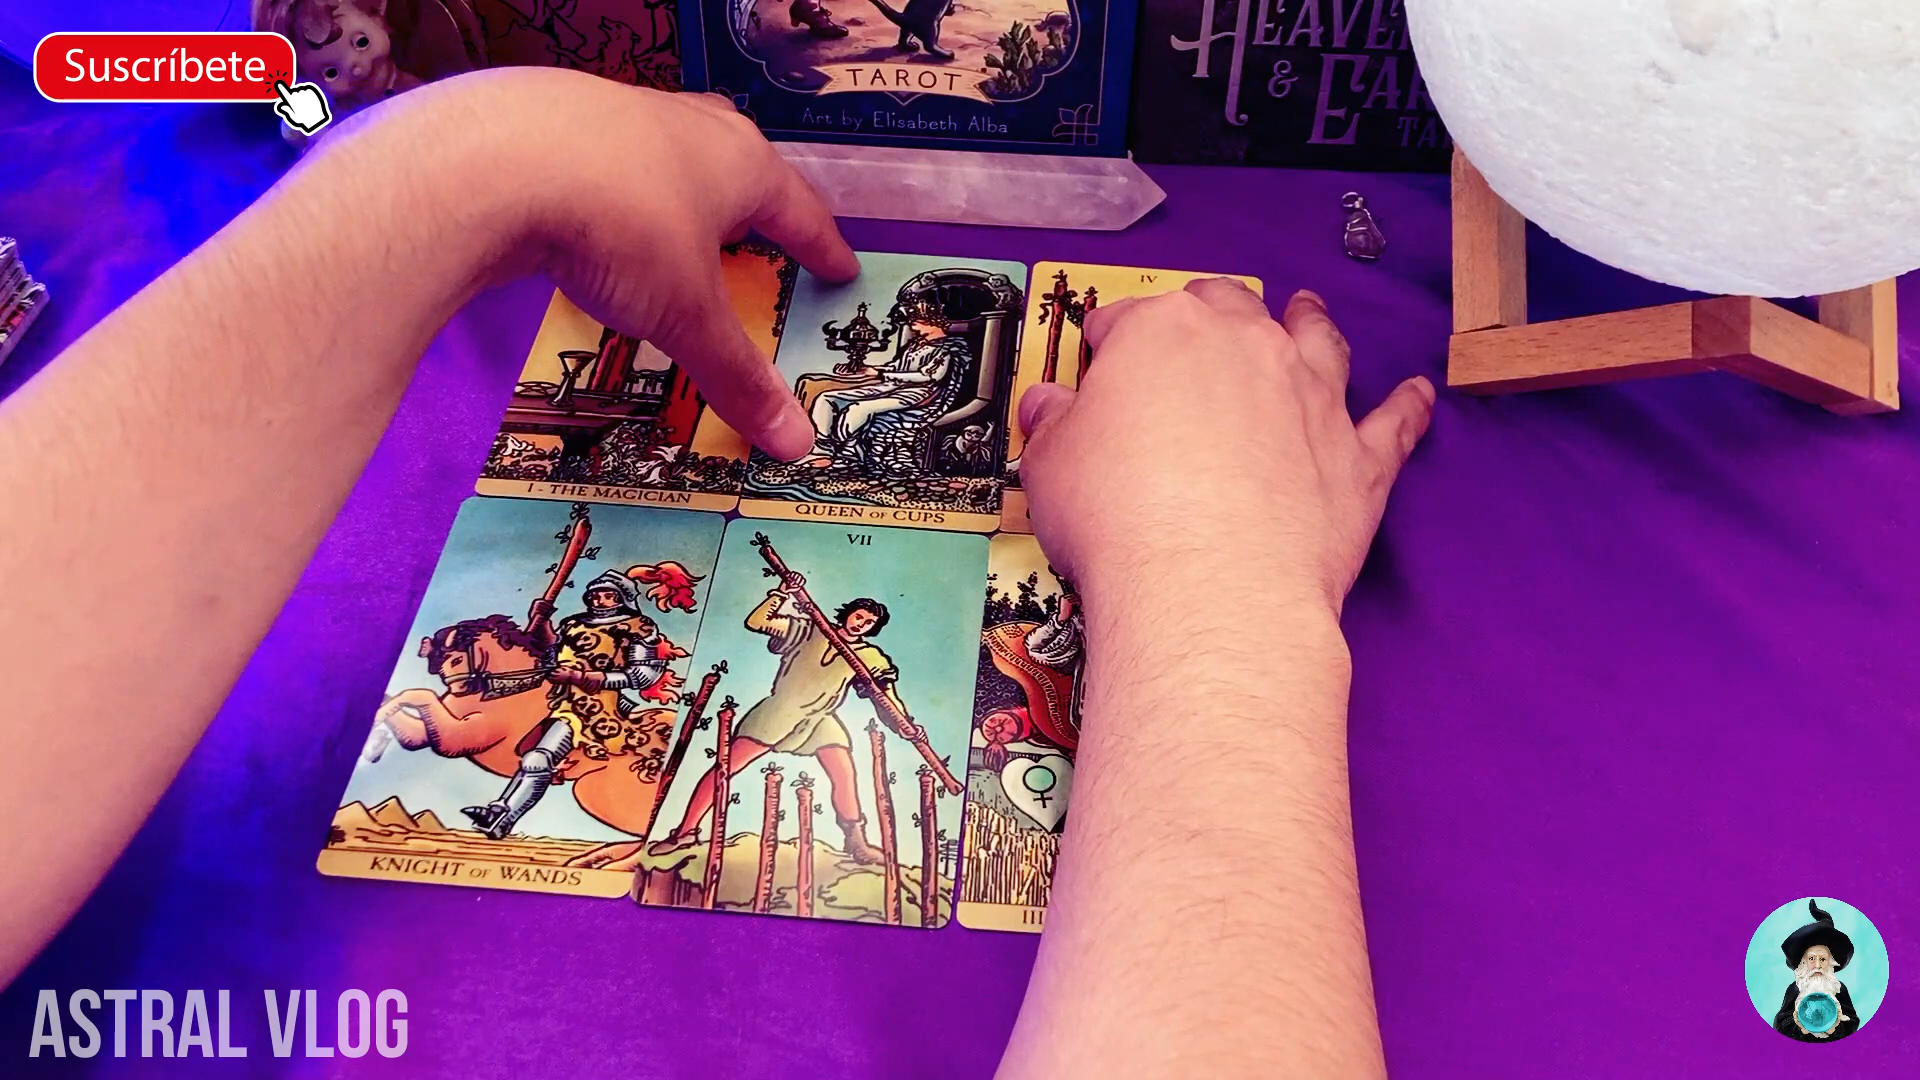 Suscríbete
TAROT
Art by Elisabeth Alba
&
IV
I - THE MAGICIAN
QUEEN OF CUPS
VII
KNIGHT OF WANDS
III
ASTRAL VLOG